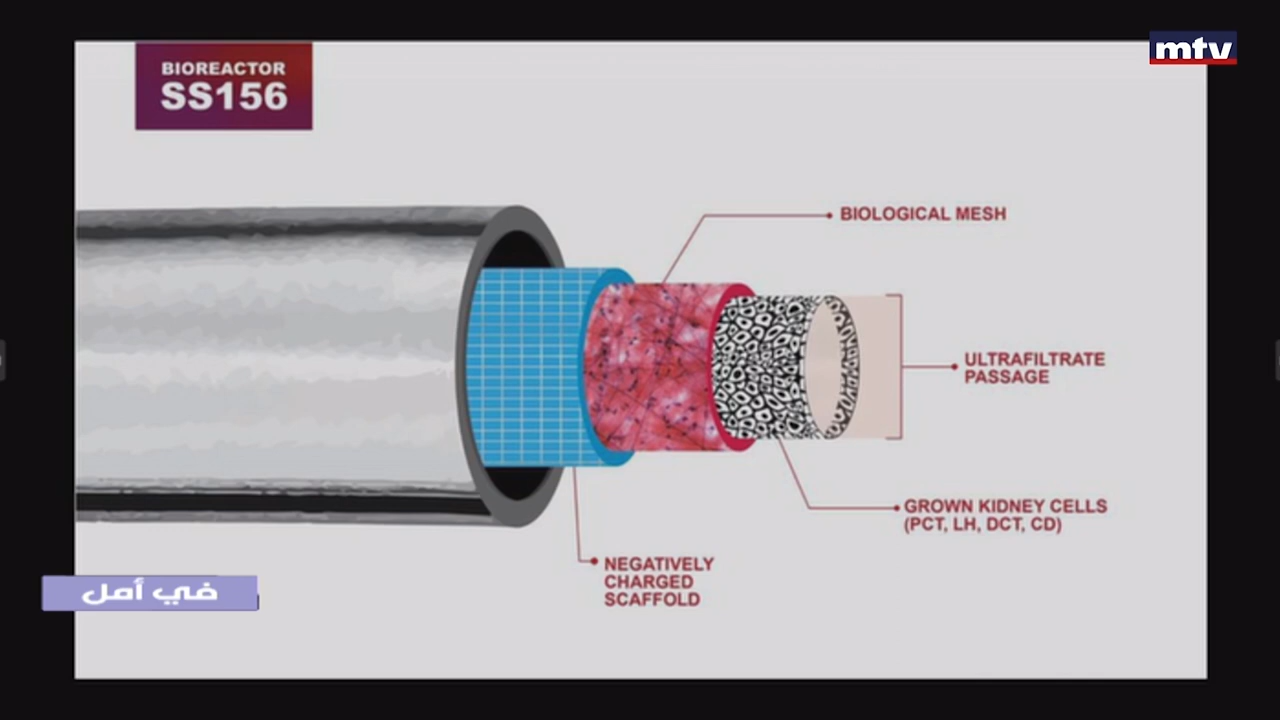 mtv
BIOREACTOR
SS156
BIOLOGICAL MESH
ULTRAFILTRATE
PASSAGE
GROWN KIDNEY CELLS
(PCT, LH, DCT, CD)
NEGATIVELY
CHARGED
SCAFFOLD
في أمل